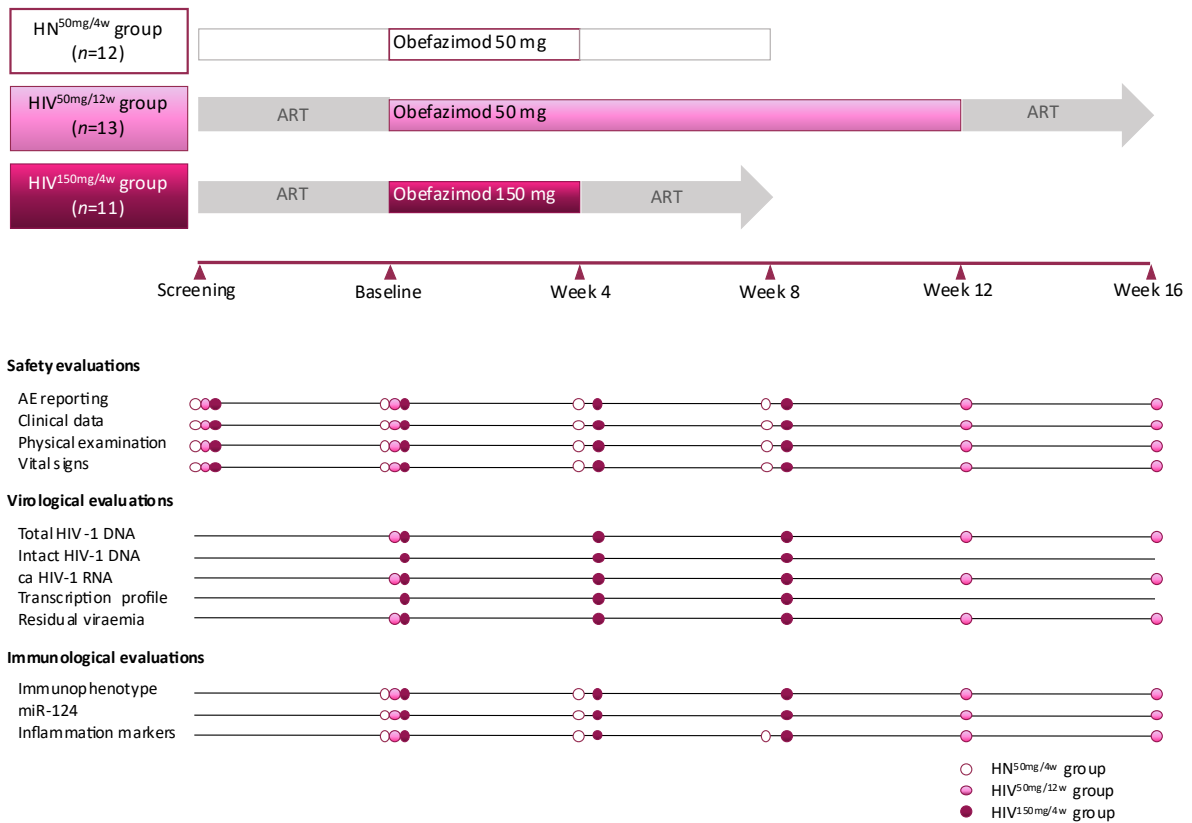 HN50mg/4w group
(n=12)
Obefazimod 50 mg
HIV50mg/12w group
(n=13)
ART
Obefazimod 50 mg
ART
HIV150mg/4w group
(n=11)
ART
Obefazimod 150 mg
ART
Screening
Baseline
Week 4
Week 8
Week 12
Week 16
Safety evaluations
AE reporting
Clinical data
Physical examination
Vital signs
Virological evaluations
Total HIV-1 DNA
Intact HIV-1 DNA
ca HIV-1 RNA
Transcription profile
Residual viraemia
Immunological evaluations
Immunophenotype
miR-124
Inflammation markers
HN50mg/4w group
HIV50mg/12w group
HIV150mg/4w group